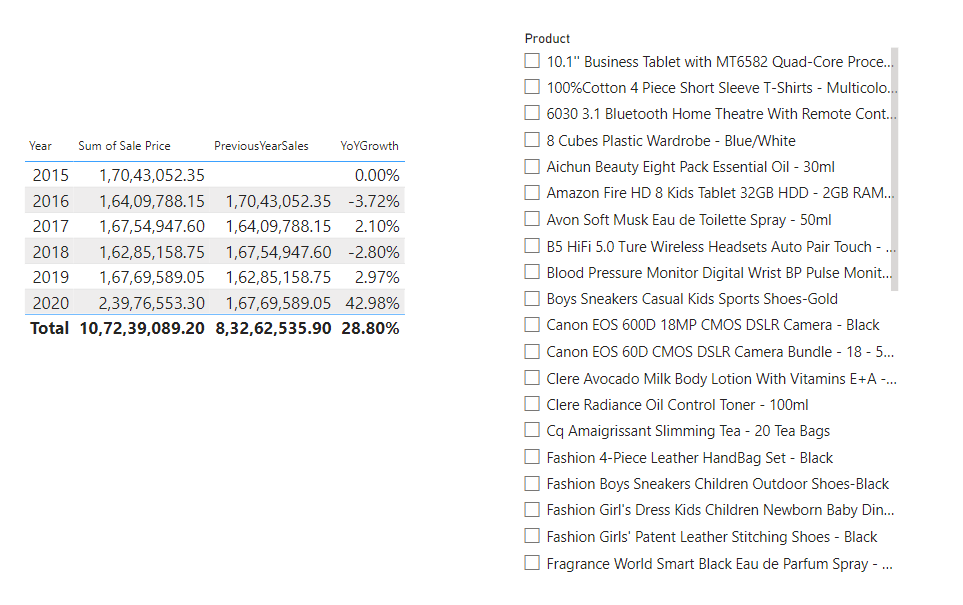 Year Sum of Sale Price PreviousYearSales YoYGrowth
2015 1,70,43,052.35 0.00%
2016 1,64,09,788.15 1,70,43,052.35 -3.72%
2017 1,67,54,947.60 1,64,09,788.15 2.10%
2018 1,62,85,158.75 1,67,54,947.60 -2.80%
2019 1,67,69,589.05 1,62,85,158.75 2.97%
2020 2,39,76,553.30 1,67,69,589.05 42.98%
Total 10,72,39,089.20 8,32,62,535.90 28.80%
Product
10.1'' Business Tablet with MT6582 Quad-Core Proce...
100%Cotton 4 Piece Short Sleeve T-Shirts - Multicolo...
6030 3.1 Bluetooth Home Theatre With Remote Cont...
8 Cubes Plastic Wardrobe - Blue/White
Aichun Beauty Eight Pack Essential Oil - 30ml
Amazon Fire HD 8 Kids Tablet 32GB HDD - 2GB RAM...
Avon Soft Musk Eau de Toilette Spray - 50ml
B5 HiFi 5.0 Ture Wireless Headsets Auto Pair Touch - ...
Blood Pressure Monitor Digital Wrist BP Pulse Monit...
Boys Sneakers Casual Kids Sports Shoes-Gold
Canon EOS 600D 18MP CMOS DSLR Camera - Black
Canon EOS 60D CMOS DSLR Camera Bundle - 18 - 5...
Clere Avocado Milk Body Lotion With Vitamins E+A -...
Clere Radiance Oil Control Toner - 100ml
Cq Amaigrissant Slimming Tea - 20 Tea Bags
Fashion 4-Piece Leather HandBag Set - Black
Fashion Boys Sneakers Children Outdoor Shoes-Black
Fashion Girl's Dress Kids Children Newborn Baby Din...
Fashion Girls' Patent Leather Stitching Shoes - Black
Fragrance World Smart Black Eau de Parfum Spray - ...